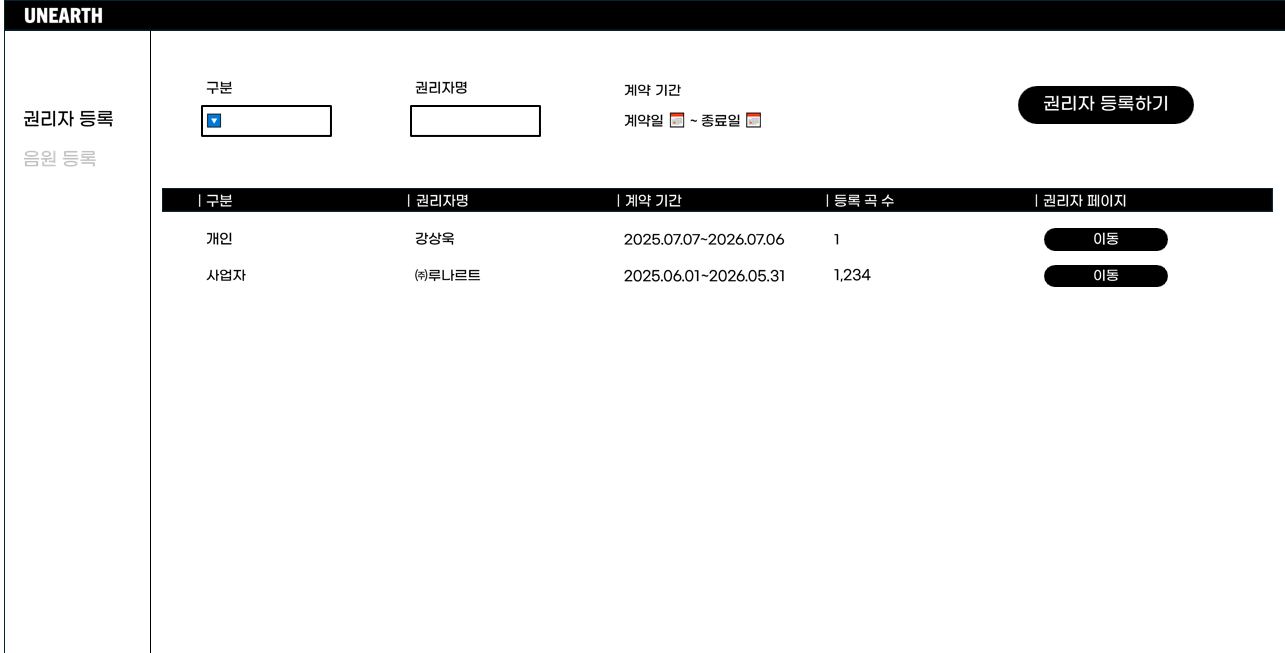 UNEARTH
권리자 등록
음원 등록
구분
권리자명
계약 기간
계약일 ~ 종료일
권리자 등록하기
| 구분 | 권리자명 | 계약 기간 | 등록 곡 수 | 권리자 페이지
개인 강상욱 2025.07.07~2026.07.06 1 이동
사업자 ㈜루나르트 2025.06.01~2026.05.31 1,234 이동